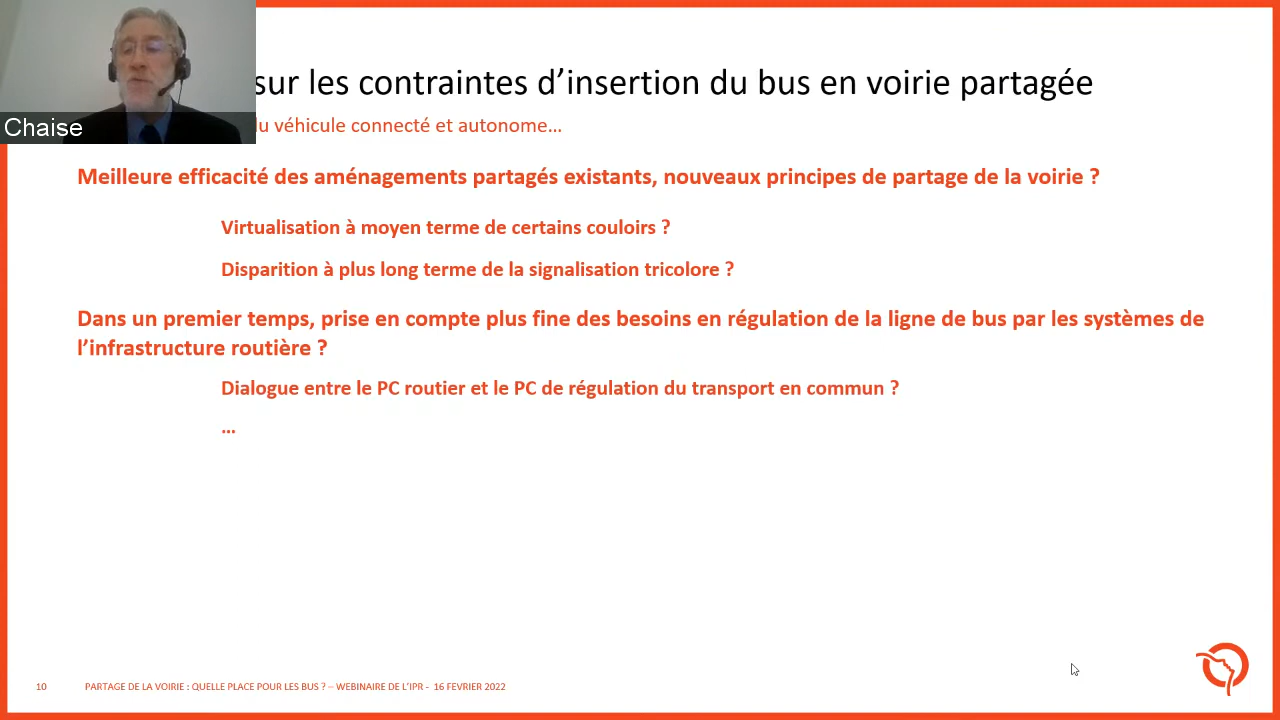 sur les contraintes d’insertion du bus en voirie partagée
Chaise
du véhicule connecté et autonome…
Meilleure efficacité des aménagements partagés existants, nouveaux principes de partage de la voirie ?
Virtualisation à moyen terme de certains couloirs ?
Disparition à plus long terme de la signalisation tricolore ?
Dans un premier temps, prise en compte plus fine des besoins en régulation de la ligne de bus par les systèmes de
l’infrastructure routière ?
Dialogue entre le PC routier et le PC de régulation du transport en commun ?
…
10 PARTAGE DE LA VOIRIE : QUELLE PLACE POUR LES BUS ? – WEBINAIRE DE L’IPR - 16 FEVRIER 2022